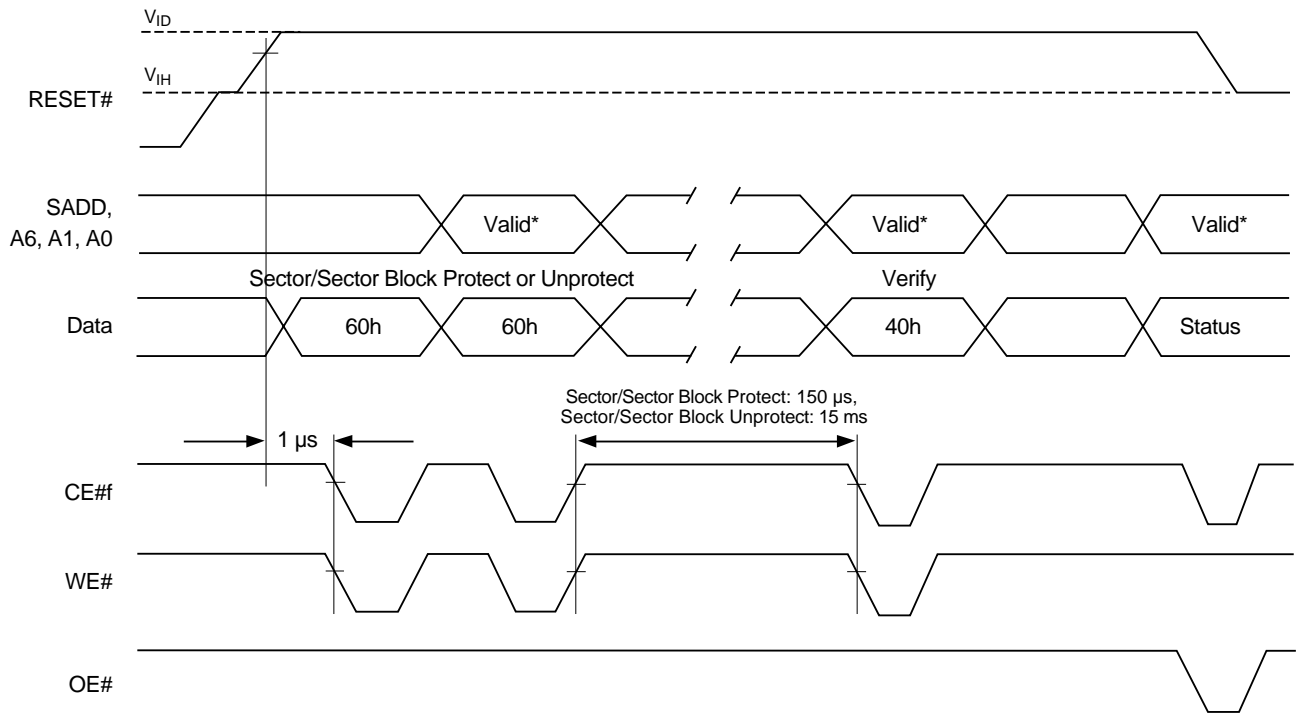 VID
VIH
RESET#
SADD,
A6, A1, A0
Valid*
Valid*
Valid*
Sector/Sector Block Protect or Unprotect
Verify
Data
60h
60h
40h
Status
Sector/Sector Block Protect: 150 µs,
Sector/Sector Block Unprotect: 15 ms
1 µs
CE#f
WE#
OE#